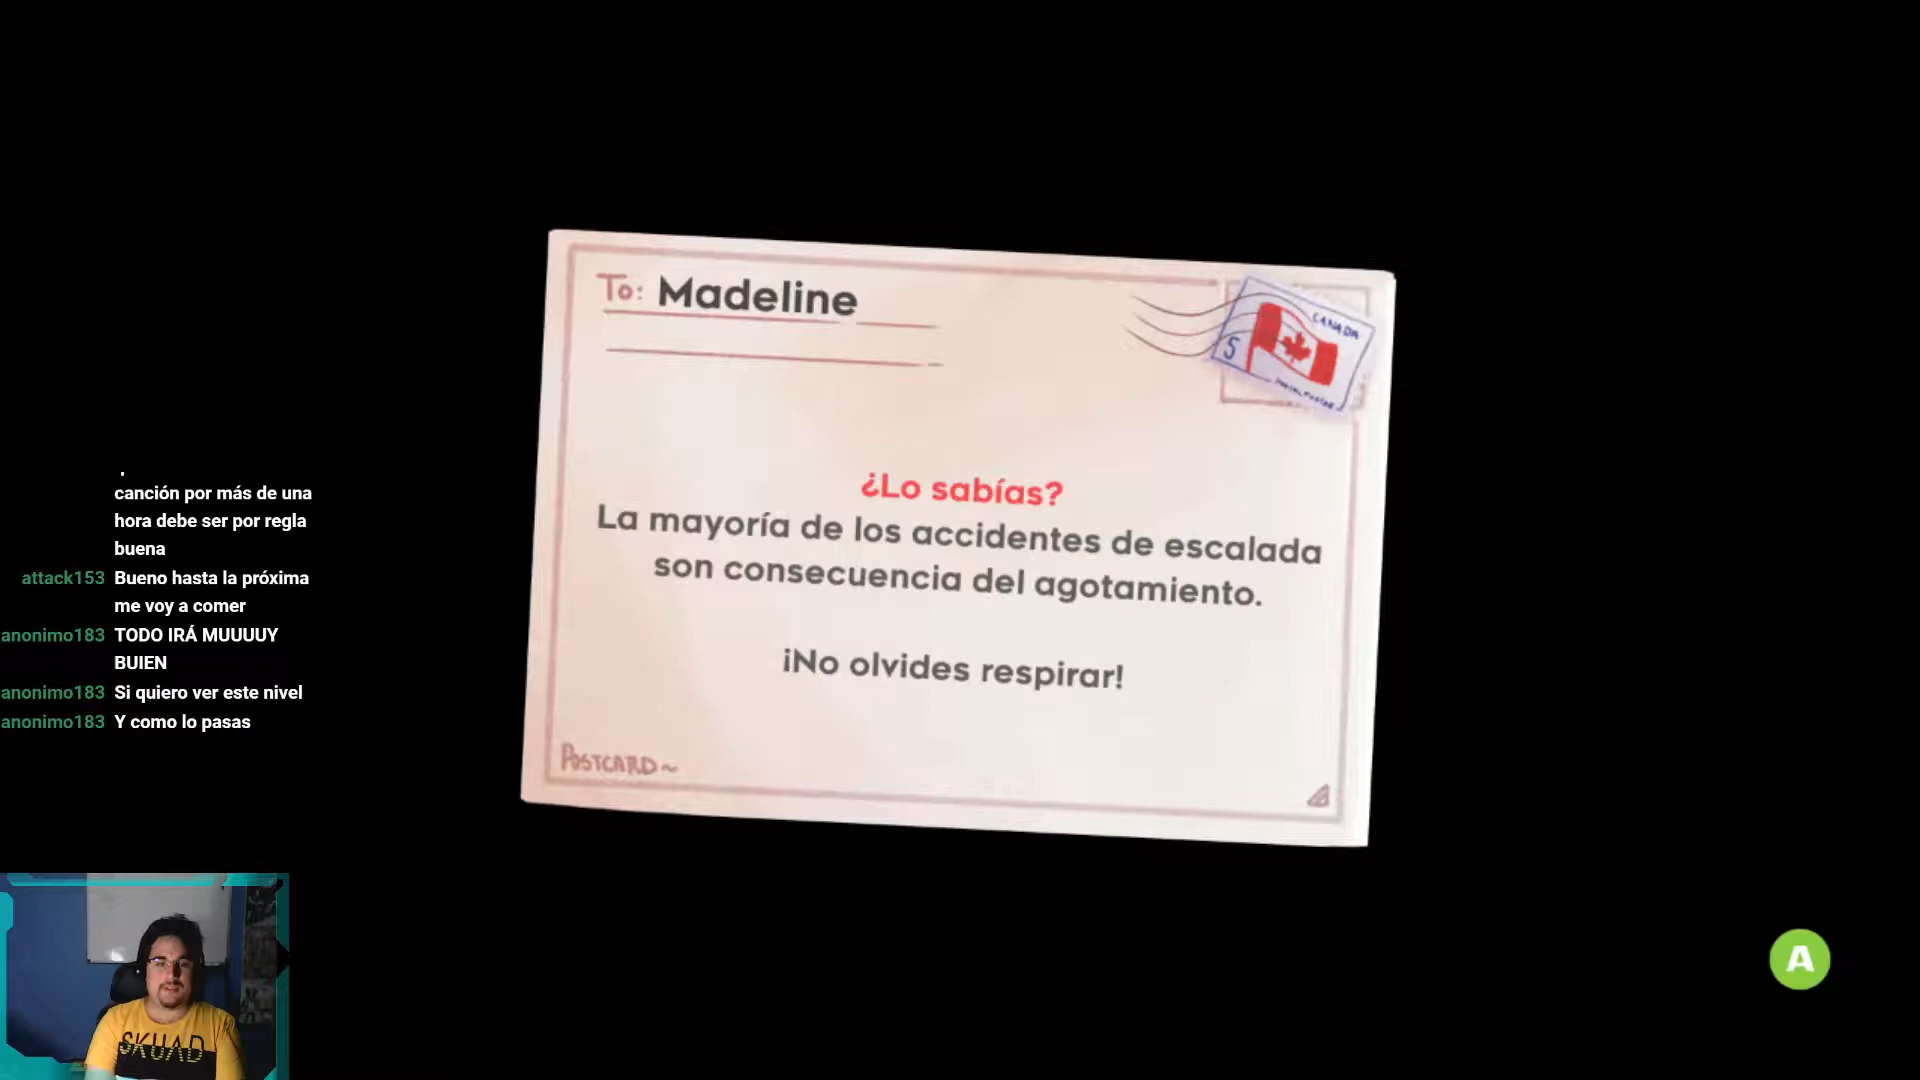 To: Madeline
CANADA
5
¿Lo sabías?
La mayoría de los accidentes de escalada
son consecuencia del agotamiento.
¡No olvides respirar!
POSTCARD~
canción por más de una
hora debe ser por regla
buena
attack153 Bueno hasta la próxima
me voy a comer
anonimo183 TODO IRÁ MUUUUY
BUIEN
anonimo183 Si quiero ver este nivel
anonimo183 Y como lo pasas
SKUAD
A